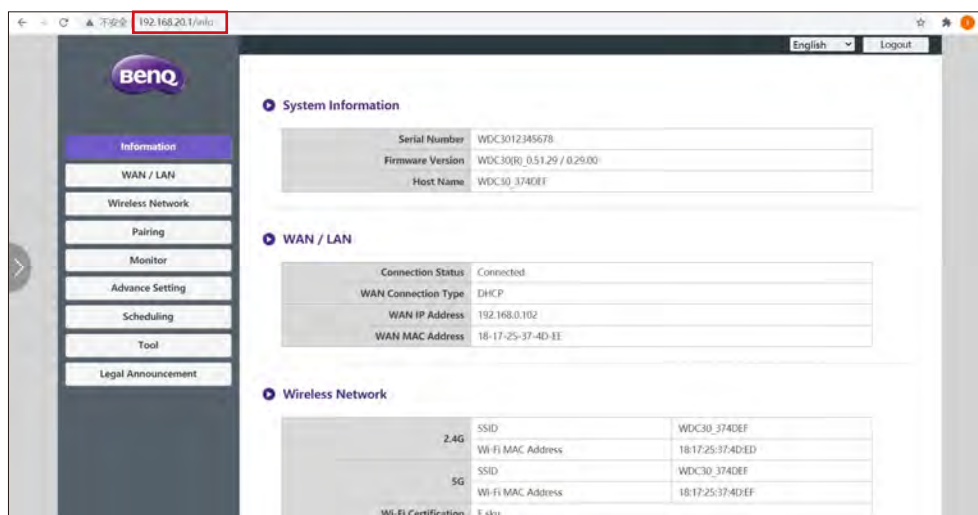 不安全 192.168.20.1/info
English Logout
BenQ
System Information
Serial Number WDC3012345678
Information
Firmware Version WDC30(R)_0.51.29 / 0.29.00
WAN / LAN
Host Name WDC30_374DEF
Wireless Network
Pairing
WAN / LAN
Monitor
Connection Status Connected
Advance Setting
WAN Connection Type DHCP
Scheduling
WAN IP Address 192.168.0.102
Tool
WAN MAC Address 18-17-25-37-4D-EE
Legal Announcement
Wireless Network
2.4G
SSID WDC30_374DEF
Wi-Fi MAC Address 18:17:25:37:4D:ED
5G
SSID WDC30_374DEF
Wi-Fi MAC Address 18:17:25:37:4D:EF
Wi-Fi Certification